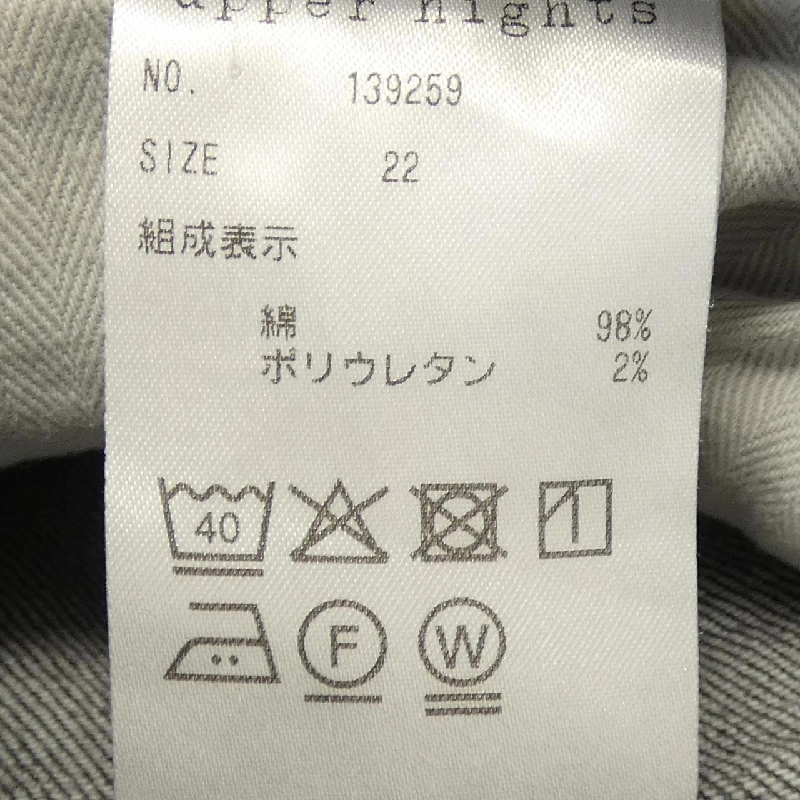 upper hights
NO. 139259
SIZE 22
組成表示
綿 98%
ポリウレタン 2%
40
F W